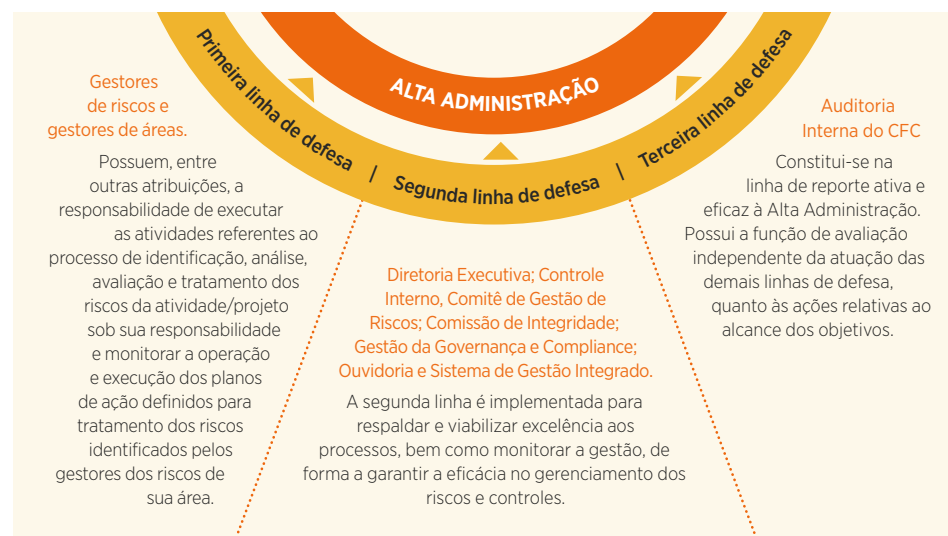 ALTA ADMINISTRAÇÃO
Primeira linha de defesa | Segunda linha de defesa | Terceira linha de defesa
Gestores
de riscos e
gestores de áreas.
Possuem, entre
outras atribuições, a
responsabilidade de executar
as atividades referentes ao
processo de identificação, análise,
avaliação e tratamento dos
riscos da atividade/projeto
sob sua responsabilidade
e monitorar a operação
e execução dos planos
de ação definidos para
tratamento dos riscos
identificados pelos
gestores dos riscos de
sua área.
Diretoria Executiva; Controle
Interno, Comitê de Gestão de
Riscos; Comissão de Integridade;
Gestão da Governança e Compliance;
Ouvidoria e Sistema de Gestão Integrado.
A segunda linha é implementada para
respaldar e viabilizar excelência aos
processos, bem como monitorar a gestão, de
forma a garantir a eficácia no gerenciamento dos
riscos e controles.
Auditoria
Interna do CFC
Constitui-se na
linha de reporte ativa e
eficaz à Alta Administração.
Possui a função de avaliação
independente da atuação das
demais linhas de defesa,
quanto às ações relativas ao
alcance dos objetivos.